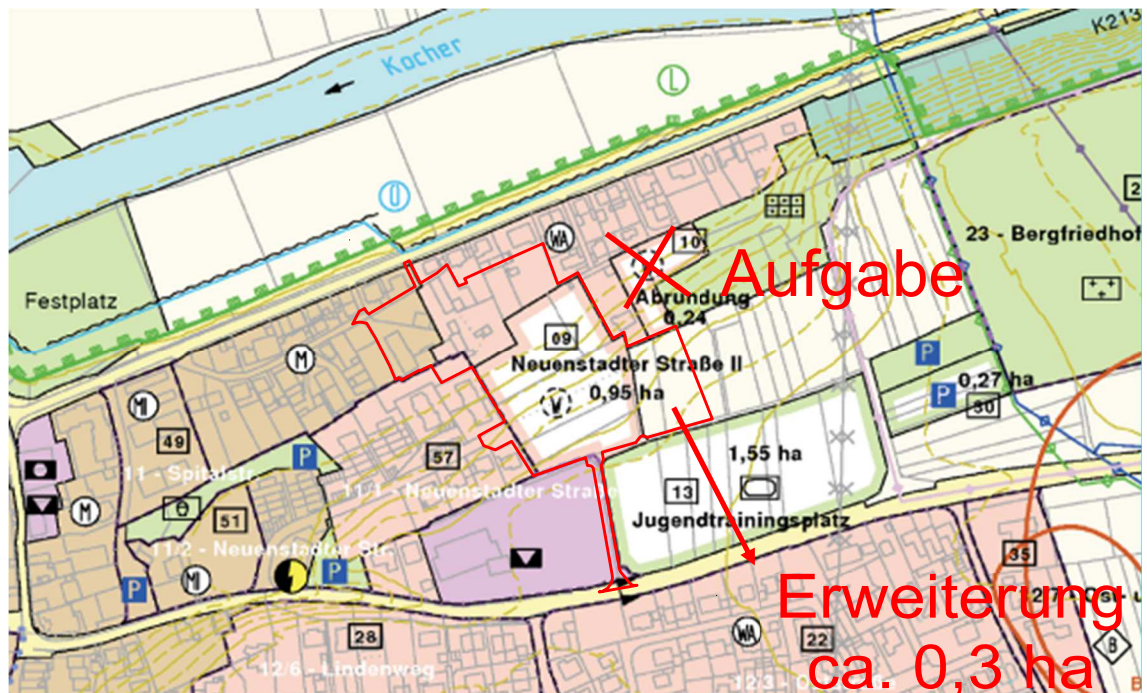 K213
Kocher
L
Ü
WA
10
23 - Bergfriedhof
Festplatz
Aufgabe
Abrundung
0,24
09
M
Neuenstadter Straße II
P
0,95 ha
W
0,27 ha
P
30
MI
49
P
57
1,55 ha
11 - Spitalstr.
11/1 - Neuenstadter Straße
13
M
51
Jugendtrainingsplatz
11/2 - Neuenstadter Str.
35
P
MI
P
Erweiterung
WA
22
28
B
12/6 - Lindenweg
ca. 0,3 ha